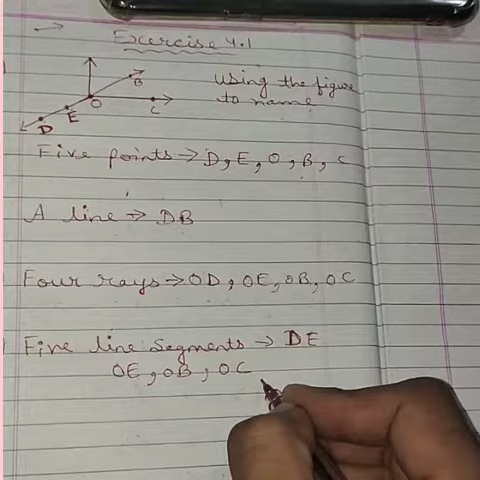 Exercise 4.1
Using the figure
to name
B
O
C
E
D
Five points → D, E, O, B, C
A line → DB
Four rays → OD, OE, OB, OC
Five line segments → DE
OE, OB, OC